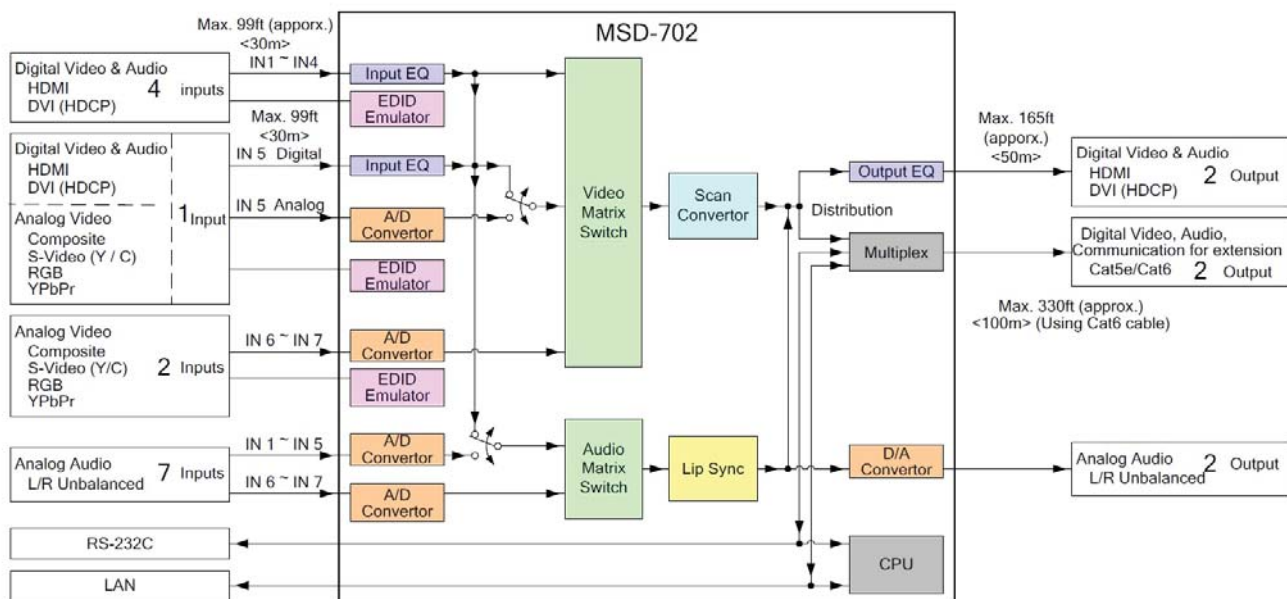 MSD-702
Max. 99ft (apporx.)
<30m>
IN1 ~ IN4
Digital Video & Audio
HDMI
DVI (HDCP)
4 inputs
Input EQ
EDID
Emulator
Max. 99ft
<30m>
IN 5 Digital
Digital Video & Audio
HDMI
DVI (HDCP)
1 Input
Input EQ
IN 5 Analog
Analog Video
Composite
S-Video (Y / C)
RGB
YPbPr
A/D
Convertor
EDID
Emulator
Analog Video
Composite
S-Video (Y/C)
RGB
YPbPr
2 Inputs
IN 6 ~ IN 7
A/D
Convertor
EDID
Emulator
Analog Audio
L/R Unbalanced
7 Inputs
IN 1 ~ IN 5
A/D
Convertor
IN 6 ~ IN 7
A/D
Convertor
RS-232C
LAN
Video
Matrix
Switch
Scan
Convertor
Audio
Matrix
Switch
Lip Sync
Output EQ
Distribution
Multiplex
D/A
Convertor
CPU
Max. 165ft
(apporx.)
<50m>
Digital Video & Audio
HDMI
DVI (HDCP)
2 Output
Digital Video, Audio,
Communication for extension
Cat5e/Cat6 2 Output
Max. 330ft (approx.)
<100m> (Using Cat6 cable)
Analog Audio
L/R Unbalanced
2 Output